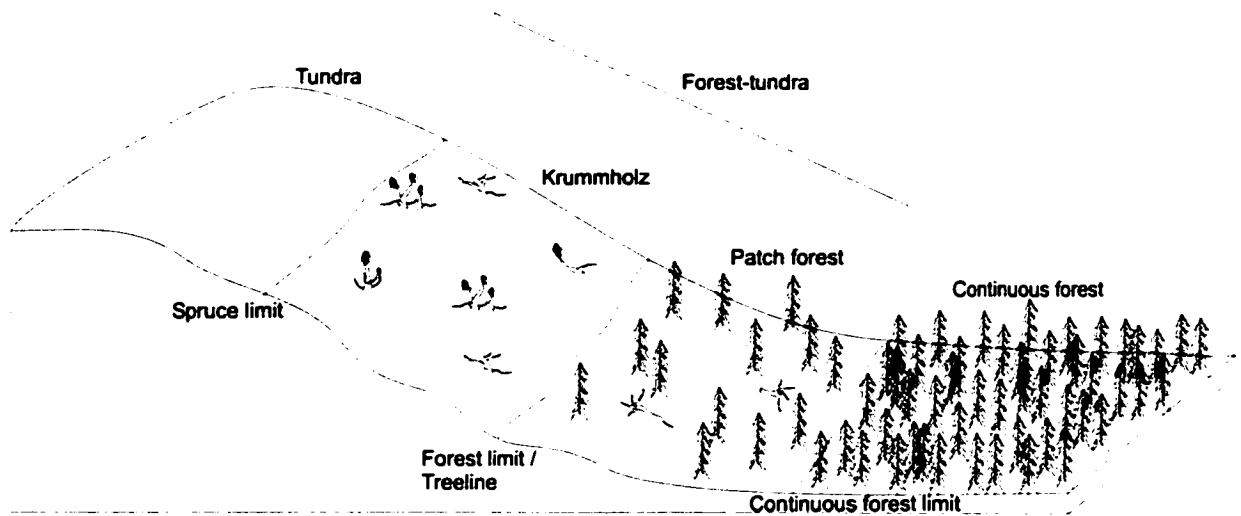 Tundra
Forest-tundra
Krummholz
Patch forest
Continuous forest
Spruce limit
Forest limit /
Treeline
Continuous forest limit